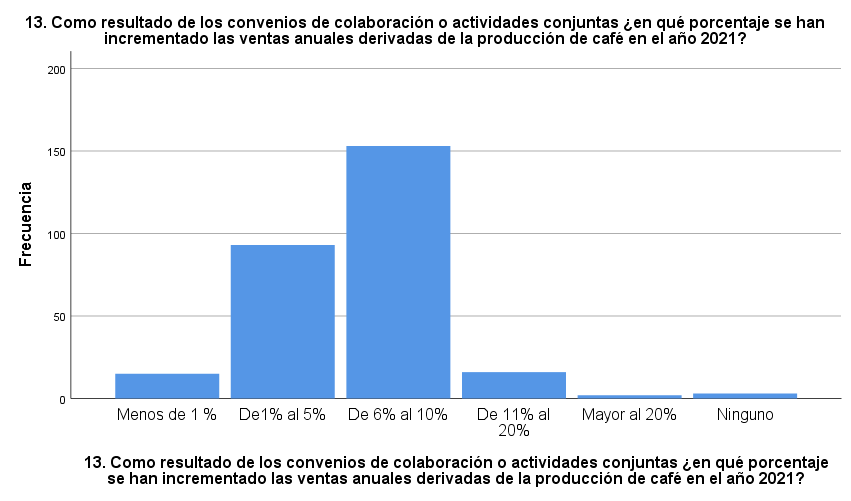 13. Como resultado de los convenios de colaboración o actividades conjuntas ¿en qué porcentaje se han
incrementado las ventas anuales derivadas de la producción de café en el año 2021?
200
150
100
50
0
Frecuencia
Menos de 1 %
De1% al 5%
De 6% al 10%
De 11% al
20%
Mayor al 20%
Ninguno
13. Como resultado de los convenios de colaboración o actividades conjuntas ¿en qué porcentaje
se han incrementado las ventas anuales derivadas de la producción de café en el año 2021?